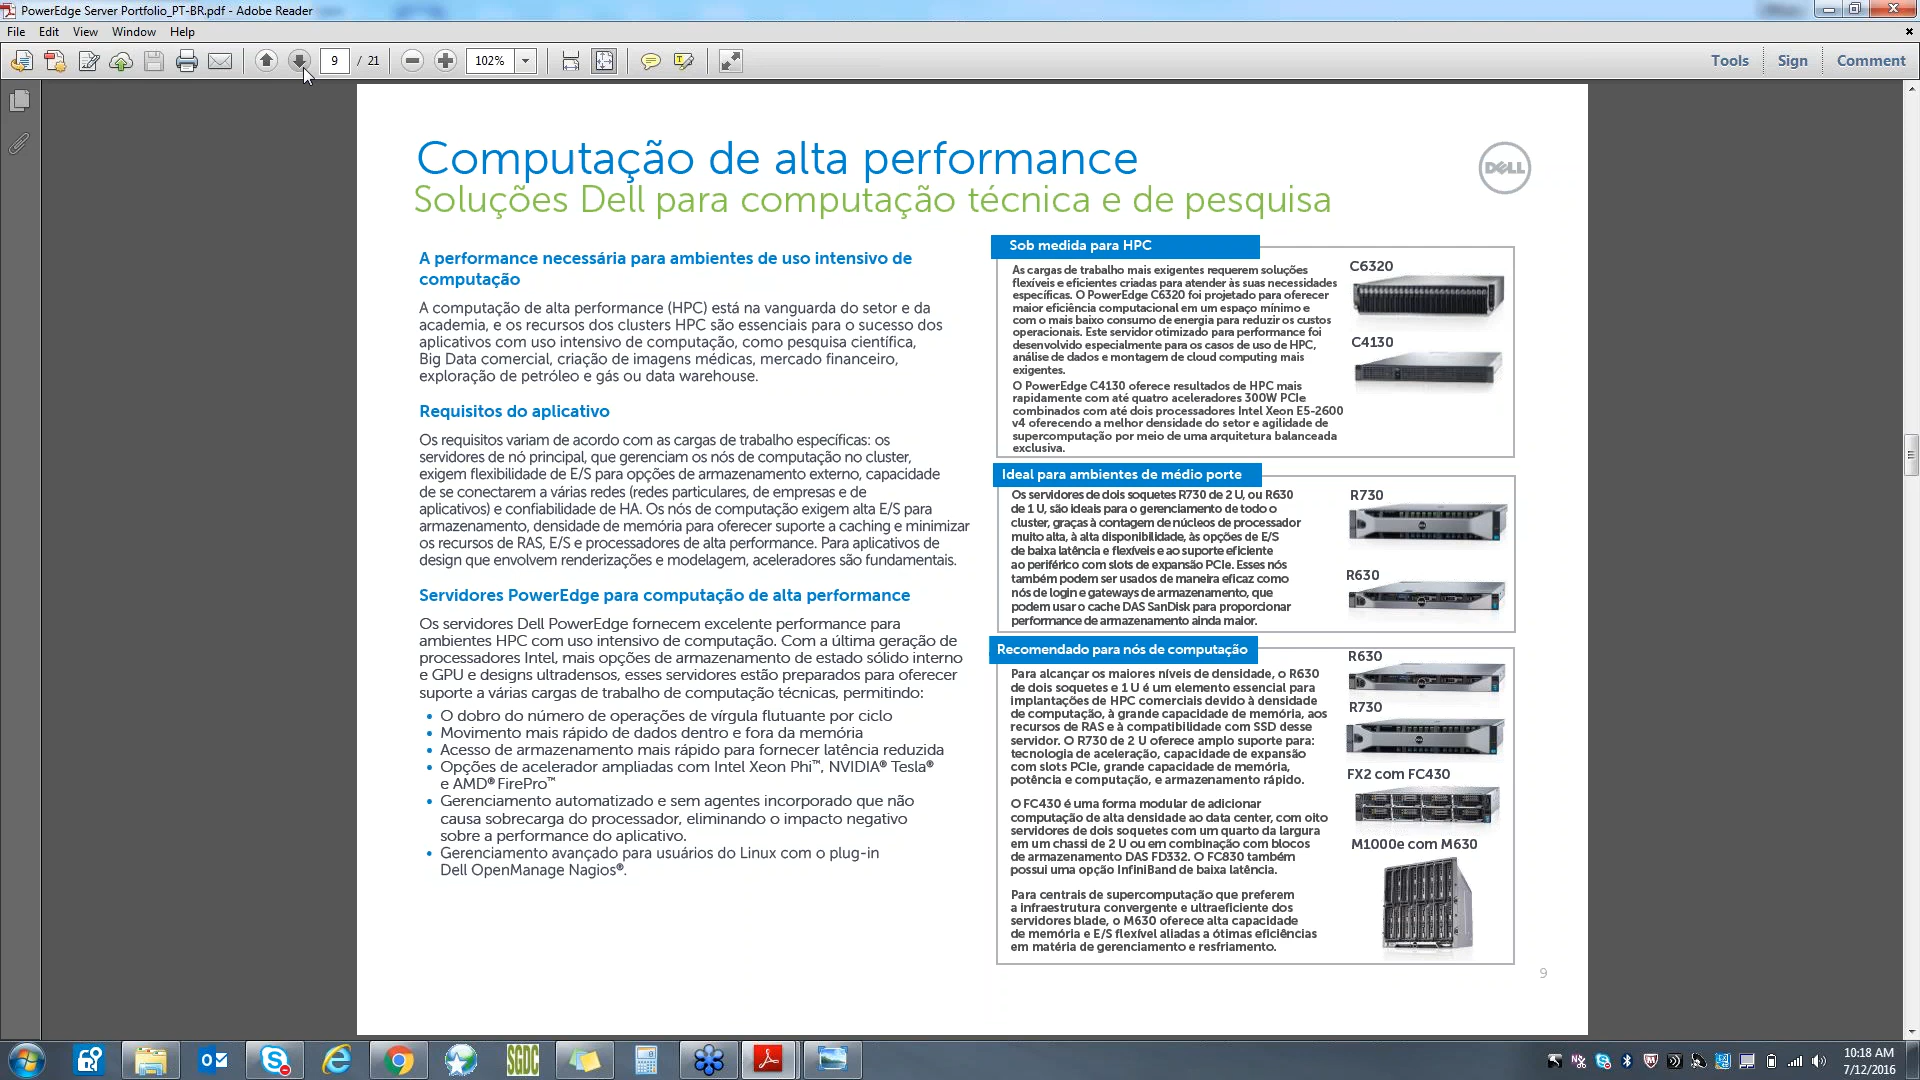 PowerEdge Server Portfolio_PT-BR.pdf - Adobe Reader
File Edit View Window Help
9 / 21 102% Tools Sign Comment
Computação de alta performance
Soluções Dell para computação técnica e de pesquisa
DELL
A performance necessária para ambientes de uso intensivo de
computação
A computação de alta performance (HPC) está na vanguarda do setor e da
academia, e os recursos dos clusters HPC são essenciais para o sucesso dos
aplicativos com uso intensivo de computação, como pesquisa científica,
Big Data comercial, criação de imagens médicas, mercado financeiro,
exploração de petróleo e gás ou data warehouse.
Requisitos do aplicativo
Os requisitos variam de acordo com as cargas de trabalho específicas: os
servidores de nó principal, que gerenciam os nós de computação no cluster,
exigem flexibilidade de E/S para opções de armazenamento externo, capacidade
de se conectarem a várias redes (redes particulares, de empresas e de
aplicativos) e confiabilidade de HA. Os nós de computação exigem alta E/S para
armazenamento, densidade de memória para oferecer suporte a caching e minimizar
os recursos de RAS, E/S e processadores de alta performance. Para aplicativos de
design que envolvem renderizações e modelagem, aceleradores são fundamentais.
Servidores PowerEdge para computação de alta performance
Os servidores Dell PowerEdge fornecem excelente performance para
ambientes HPC com uso intensivo de computação. Com a última geração de
processadores Intel, mais opções de armazenamento de estado sólido interno
e GPU e designs ultradensos, esses servidores estão preparados para oferecer
suporte a várias cargas de trabalho de computação técnicas, permitindo:
• O dobro do número de operações de vírgula flutuante por ciclo
• Movimento mais rápido de dados dentro e fora da memória
• Acesso de armazenamento mais rápido para fornecer latência reduzida
• Opções de acelerador ampliadas com Intel Xeon Phi™, NVIDIA® Tesla®
e AMD® FirePro™
• Gerenciamento automatizado e sem agentes incorporado que não
causa sobrecarga do processador, eliminando o impacto negativo
sobre a performance do aplicativo.
• Gerenciamento avançado para usuários do Linux com o plug-in
Dell OpenManage Nagios®.
Sob medida para HPC
As cargas de trabalho mais exigentes requerem soluções
flexíveis e eficientes criadas para atender às suas necessidades
específicas. O PowerEdge C6320 foi projetado para oferecer
maior eficiência computacional em um espaço mínimo e
com o mais baixo consumo de energia para reduzir os custos
operacionais. Este servidor otimizado para performance foi
desenvolvido especialmente para os casos de uso de HPC,
análise de dados e montagem de cloud computing mais
exigentes.
O PowerEdge C4130 oferece resultados de HPC mais
rapidamente com até quatro aceleradores 300W PCIe
combinados com até dois processadores Intel Xeon E5-2600
v4 oferecendo a melhor densidade do setor e agilidade de
supercomputação por meio de uma arquitetura balanceada
exclusiva.
C6320
C4130
Ideal para ambientes de médio porte
Os servidores de dois soquetes R730 de 2 U, ou R630
de 1 U, são ideais para o gerenciamento de todo o
cluster, graças à contagem de núcleos de processador
muito alta, à alta disponibilidade, às opções de E/S
de baixa latência e flexíveis e ao suporte eficiente
ao periférico com slots de expansão PCIe. Esses nós
também podem ser usados de maneira eficaz como
nós de login e gateways de armazenamento, que
podem usar o cache DAS SanDisk para proporcionar
performance de armazenamento ainda maior.
R730
R630
Recomendado para nós de computação
Para alcançar os maiores níveis de densidade, o R630
de dois soquetes e 1 U é um elemento essencial para
implantações de HPC comerciais devido à densidade
de computação, à grande capacidade de memória, aos
recursos de RAS e à compatibilidade com SSD desse
servidor. O R730 de 2 U oferece amplo suporte para:
tecnologia de aceleração, capacidade de expansão
com slots PCIe, grande capacidade de memória,
potência e computação, e armazenamento rápido.
O FC430 é uma forma modular de adicionar
computação de alta densidade ao data center, com oito
servidores de dois soquetes com um quarto da largura
em um chassi de 2 U ou em combinação com blocos
de armazenamento DAS FD332. O FC830 também
possui uma opção InfiniBand de baixa latência.
Para centrais de supercomputação que preferem
a infraestrutura convergente e ultraeficiente dos
servidores blade, o M630 oferece alta capacidade
de memória e E/S flexível aliadas a ótimas eficiências
em matéria de gerenciamento e resfriamento.
R630
R730
FX2 com FC430
M1000e com M630
9
SGDC
10:18 AM
7/12/2016